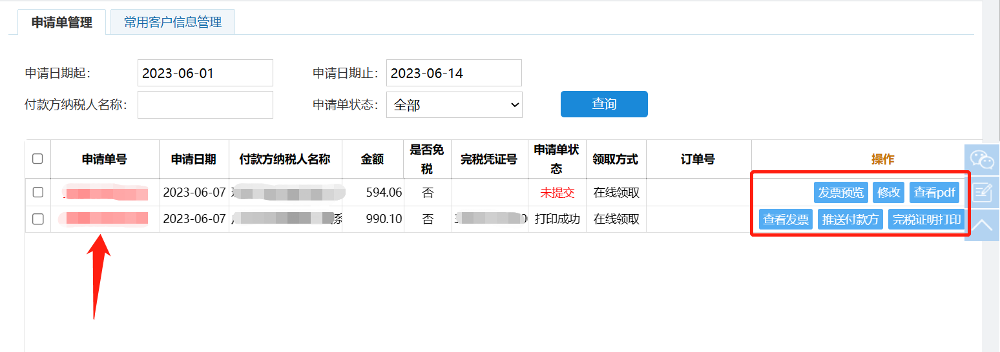 申请单管理 常用客户信息管理
申请日期起： 2023-06-01 申请日期止： 2023-06-14
付款方纳税人名称： 申请单状态： 全部 查询
申请单号 申请日期 付款方纳税人名称 金额 是否免税 完税凭证号 申请单状态 领取方式 订单号 操作
2023-06-07 594.06 否 未提交 在线领取 发票预览 修改 查看pdf
2023-06-07 990.10 否 打印成功 在线领取 查看发票 推送付款方 完税证明打印